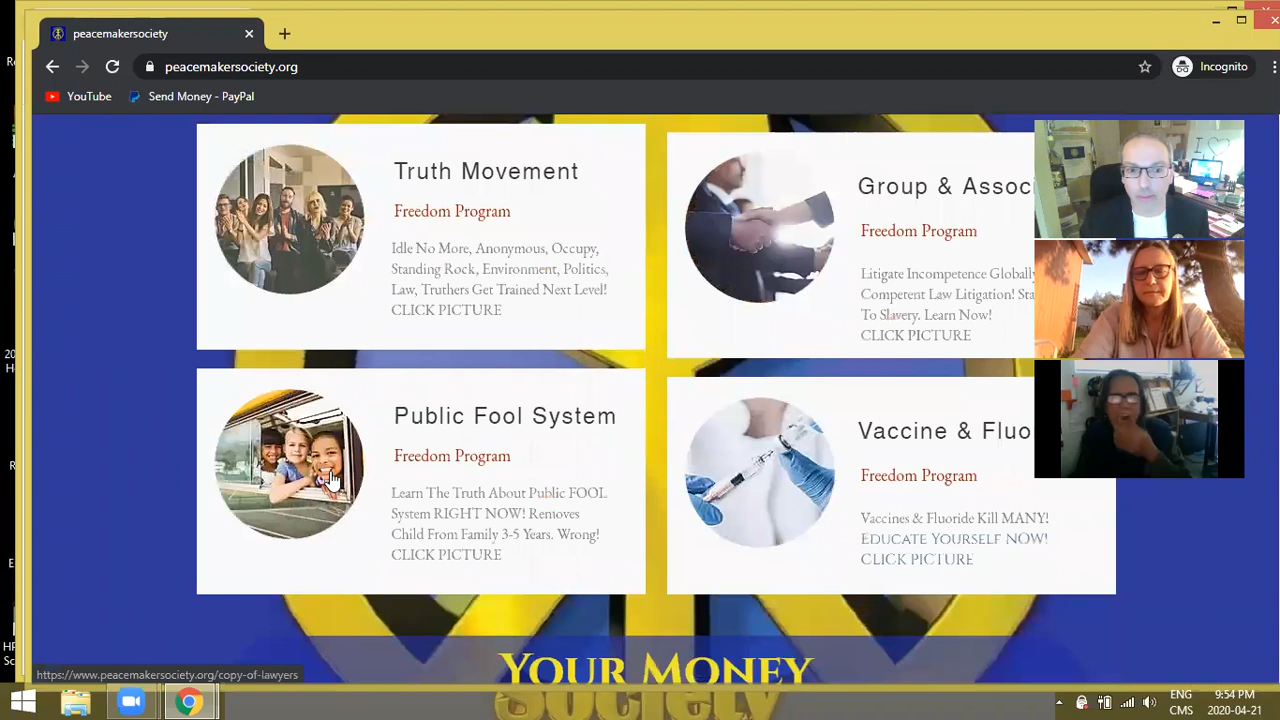 peacemakersociety
peacemakersociety.org
Incognito
YouTube
Send Money - PayPal
Truth Movement
Freedom Program
Idle No More, Anonymous, Occupy,
Standing Rock, Environment, Politics,
Law, Truthers Get Trained Next Level!
CLICK PICTURE
Group & Associ
Freedom Program
Litigate Incompetence Globally
Competent Law Litigation! Sta
To Slavery. Learn Now!
CLICK PICTURE
Public Fool System
Freedom Program
Learn The Truth About Public FOOL
System RIGHT NOW! Removes
Child From Family 3-5 Years. Wrong!
CLICK PICTURE
Vaccine & Fluo
Freedom Program
Vaccines & Fluoride Kill MANY!
EDUCATE YOURSELF NOW!
CLICK PICTURE
I
YOUR MONEY
Society
https://www.peacemakersociety.org/copy-of-lawyers
ENG
CMS
9:54 PM
2020-04-21